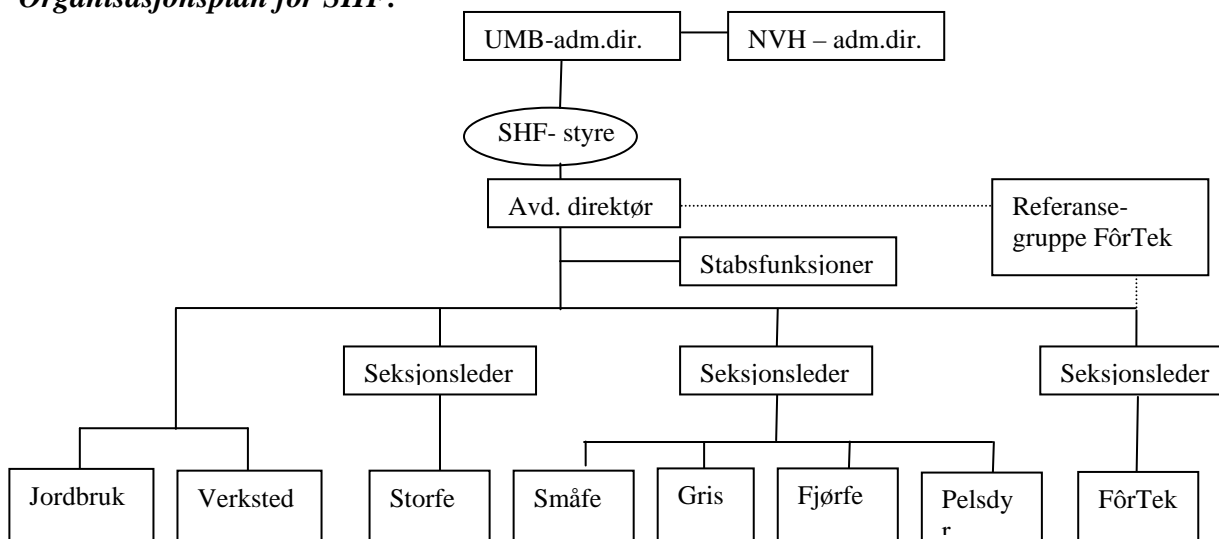 Organisasjonsplan for SHF:
UMB-adm.dir.
NVH – adm.dir.
SHF- styre
Avd. direktør
Referanse-
gruppe FôrTek
Stabsfunksjoner
Seksjonsleder
Seksjonsleder
Seksjonsleder
Jordbruk
Verksted
Storfe
Småfe
Gris
Fjørfe
Pelsdy
r
FôrTek